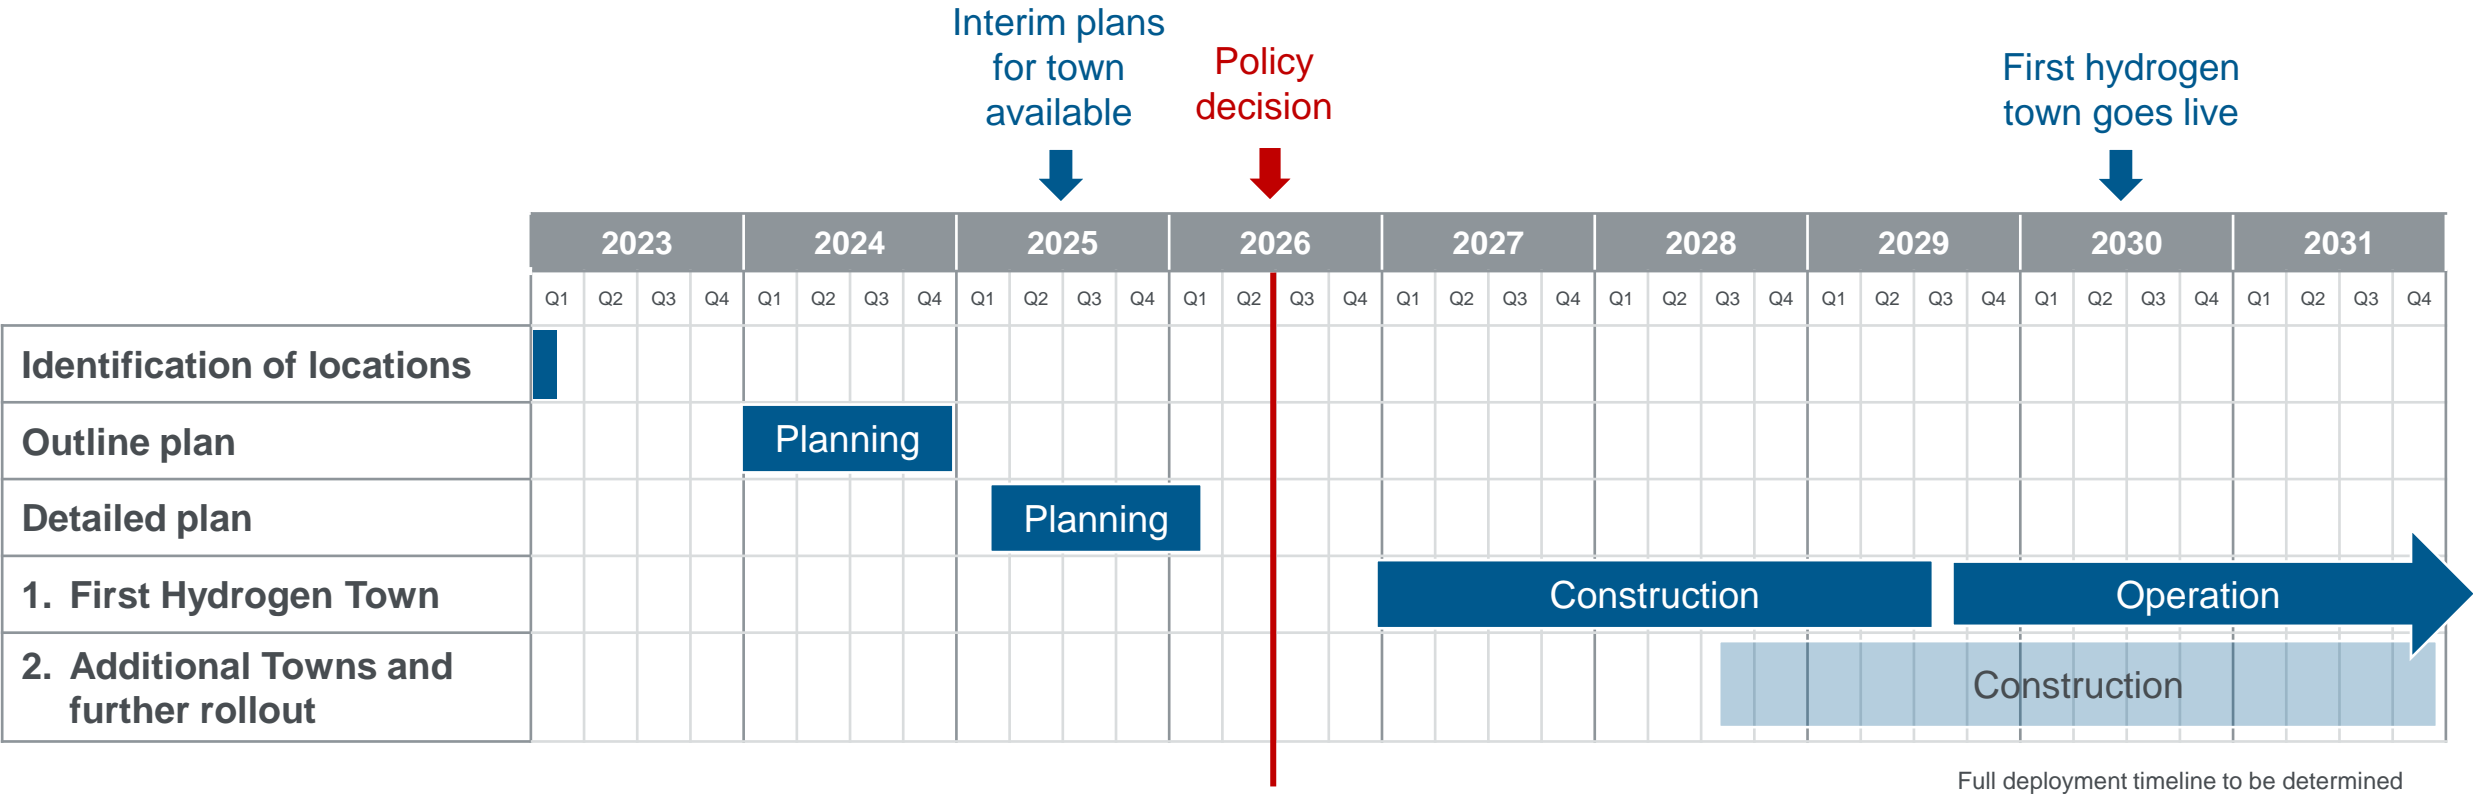 Interim plans
for town
available
Policy
decision
First hydrogen
town goes live
2023 2024 2025 2026 2027 2028 2029 2030 2031
Q1 Q2 Q3 Q4 Q1 Q2 Q3 Q4 Q1 Q2 Q3 Q4 Q1 Q2 Q3 Q4 Q1 Q2 Q3 Q4 Q1 Q2 Q3 Q4 Q1 Q2 Q3 Q4 Q1 Q2 Q3 Q4 Q1 Q2 Q3 Q4
Identification of locations
Outline plan Planning
Detailed plan Planning
1. First Hydrogen Town Construction Operation
2. Additional Towns and
further rollout
Construction
Full deployment timeline to be determined